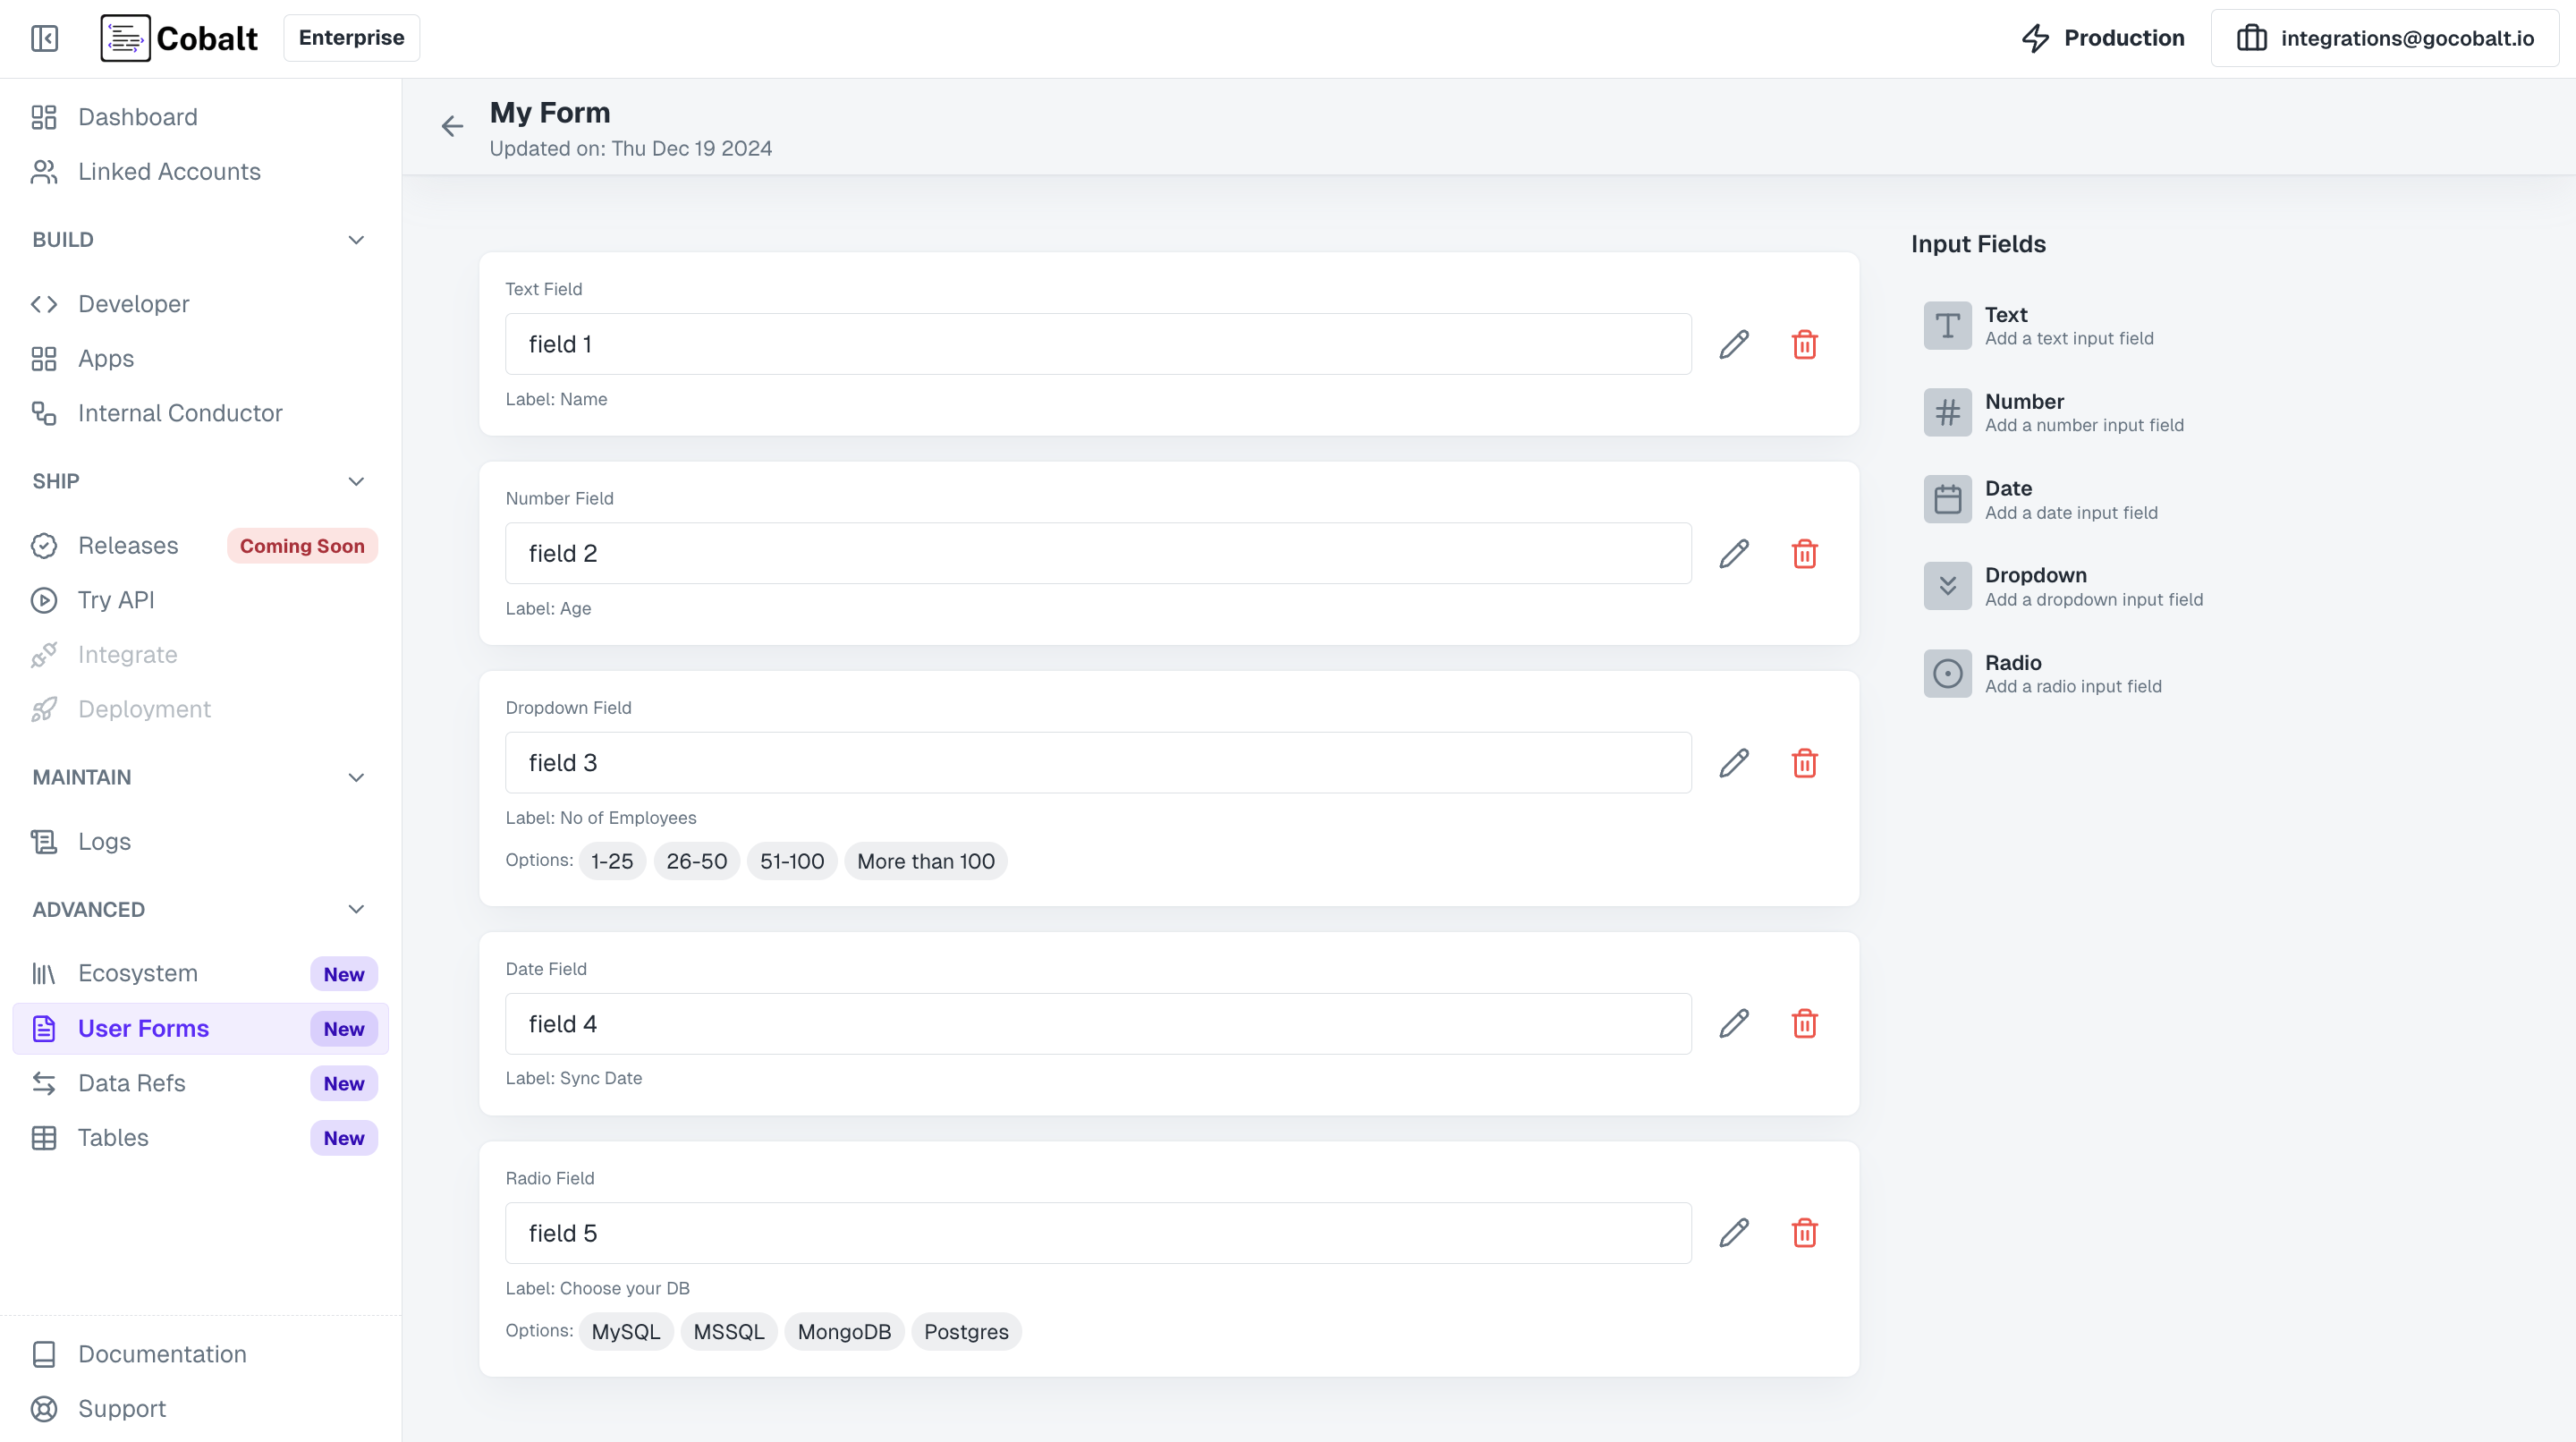 Cobalt
Enterprise
Production
integrations@gocobalt.io
Dashboard
Linked Accounts
BUILD
Developer
Apps
Internal Conductor
SHIP
Releases Coming Soon
Try API
Integrate
Deployment
MAINTAIN
Logs
ADVANCED
Ecosystem New
User Forms New
Data Refs New
Tables New
Documentation
Support
My Form
Updated on: Thu Dec 19 2024
Text Field
field 1
Label: Name
Number Field
field 2
Label: Age
Dropdown Field
field 3
Label: No of Employees
Options: 1-25 26-50 51-100 More than 100
Date Field
field 4
Label: Sync Date
Radio Field
field 5
Label: Choose your DB
Options: MySQL MSSQL MongoDB Postgres
Input Fields
Text
Add a text input field
Number
Add a number input field
Date
Add a date input field
Dropdown
Add a dropdown input field
Radio
Add a radio input field